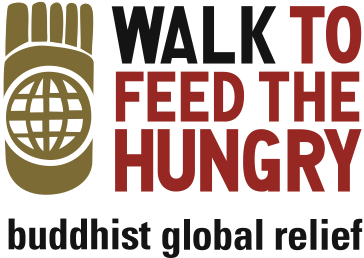 WALK TO
FEED THE
HUNGRY
buddhist global relief